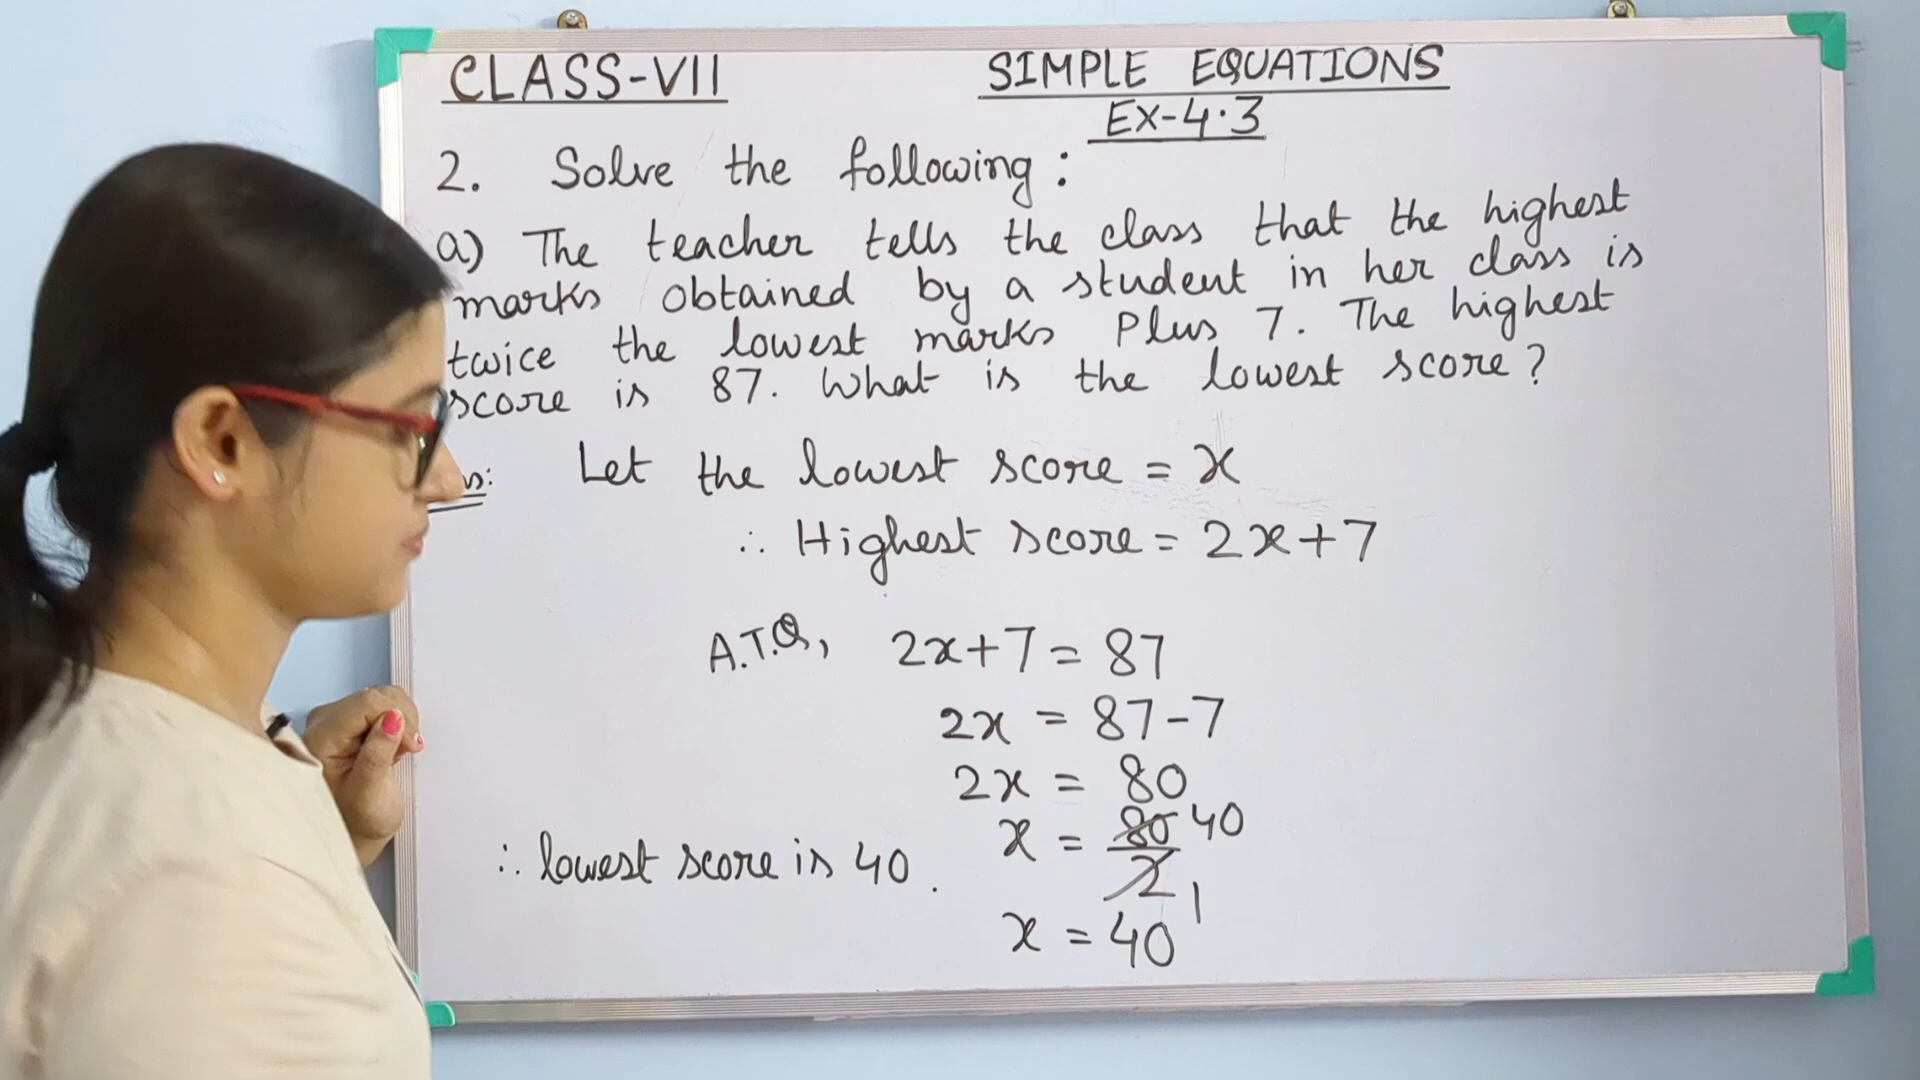 CLASS-VII
SIMPLE EQUATIONS
EX-4.3
2. Solve the following:
a) The teacher tells the class that the highest
marks obtained by a student in her class is
twice the lowest marks Plus 7. The highest
score is 87. What is the lowest score?
Let the lowest score = x
∴ Highest score = 2x+7
A.T.Q, 2x+7 = 87
2x = 87-7
2x = 80
x = 80/2 40 1
∴ lowest score is 40.
x = 40